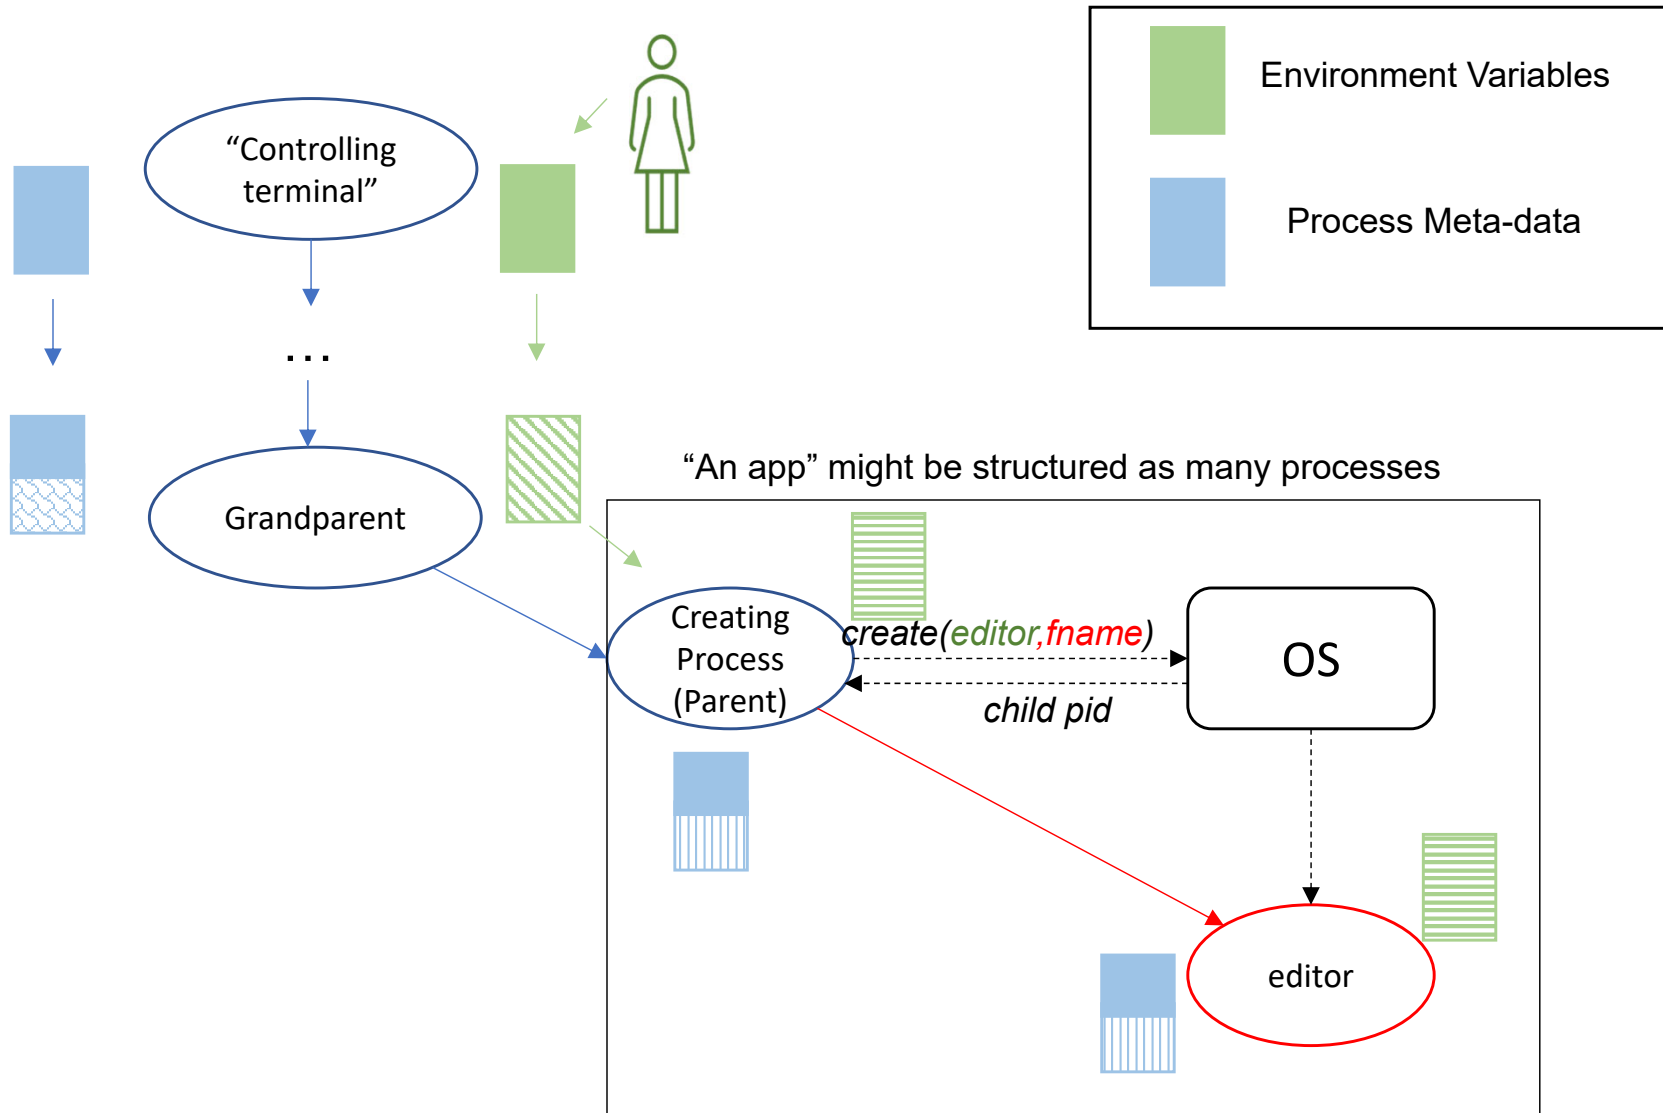 Environment Variables
Process Meta-data
“Controlling
terminal”
...
Grandparent
“An app” might be structured as many processes
Creating
Process
(Parent)
create(editor,fname)
child pid
OS
editor